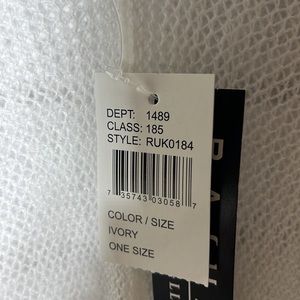 DEPT: 1489
CLASS: 185
STYLE: RUK0184
7 35743 03058 7
COLOR / SIZE
IVORY
ONE SIZE